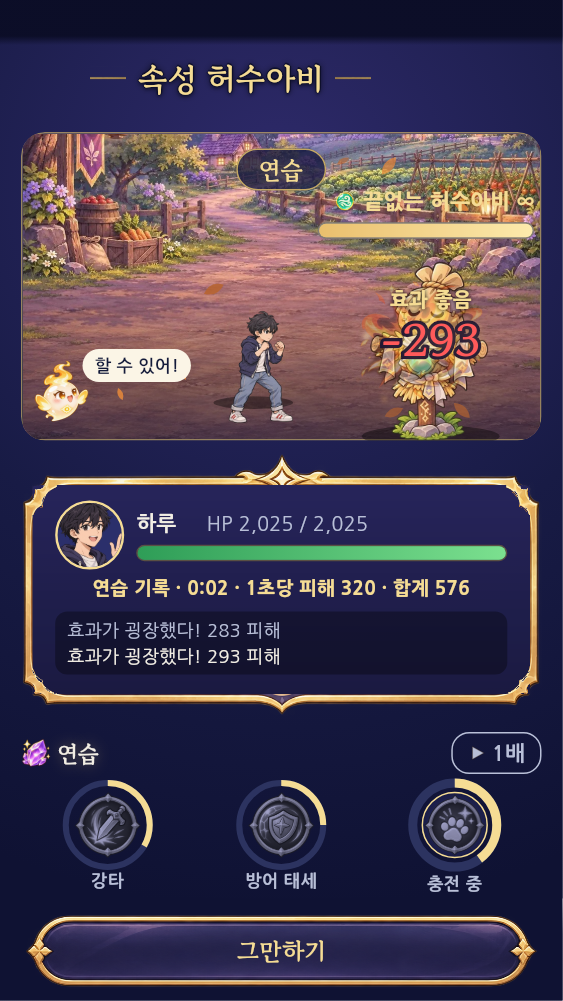 속성 허수아비
연습
끝없는 허수아비 ∞
효과 좋음
-293
할 수 있어!
하루 HP 2,025 / 2,025
연습 기록 · 0:02 · 1초당 피해 320 · 합계 576
효과가 굉장했다! 283 피해
효과가 굉장했다! 293 피해
연습
▶ 1배
강타 방어 태세 충전 중
그만하기